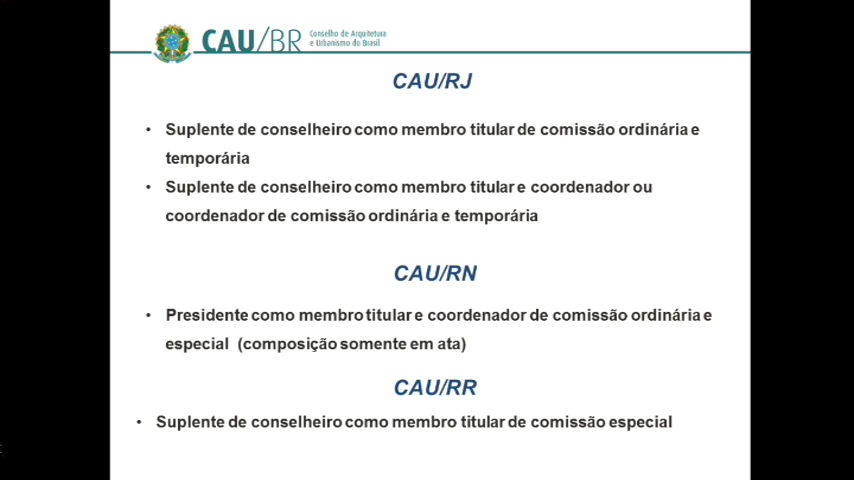 CAU/BR Conselho de Arquitetura
e Urbanismo do Brasil
CAU/RJ
• Suplente de conselheiro como membro titular de comissão ordinária e
temporária
• Suplente de conselheiro como membro titular e coordenador ou
coordenador de comissão ordinária e temporária
CAU/RN
• Presidente como membro titular e coordenador de comissão ordinária e
especial (composição somente em ata)
CAU/RR
• Suplente de conselheiro como membro titular de comissão especial